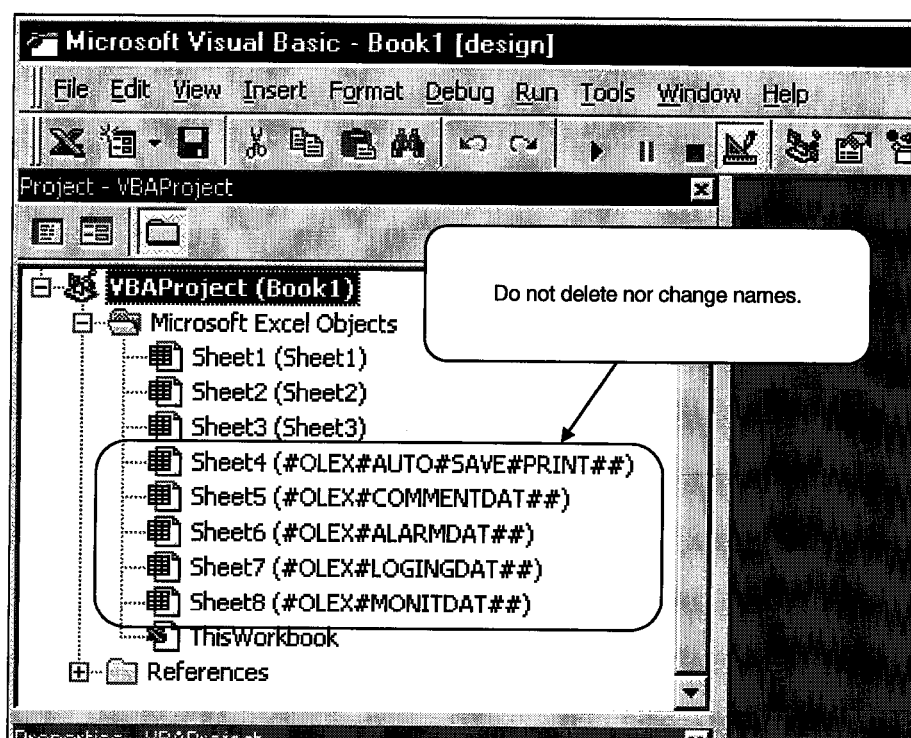 Microsoft Visual Basic - Book1 [design]
File Edit View Insert Format Debug Run Tools Window Help
Project - VBAProject
VBAProject (Book1)
Do not delete nor change names.
Microsoft Excel Objects
Sheet1 (Sheet1)
Sheet2 (Sheet2)
Sheet3 (Sheet3)
Sheet4 (#OLEX#AUTO#SAVE#PRINT##)
Sheet5 (#OLEX#COMMENTDAT##)
Sheet6 (#OLEX#ALARMDAT##)
Sheet7 (#OLEX#LOGINGDAT##)
Sheet8 (#OLEX#MONITDAT##)
ThisWorkbook
References
Properties - VBAProject